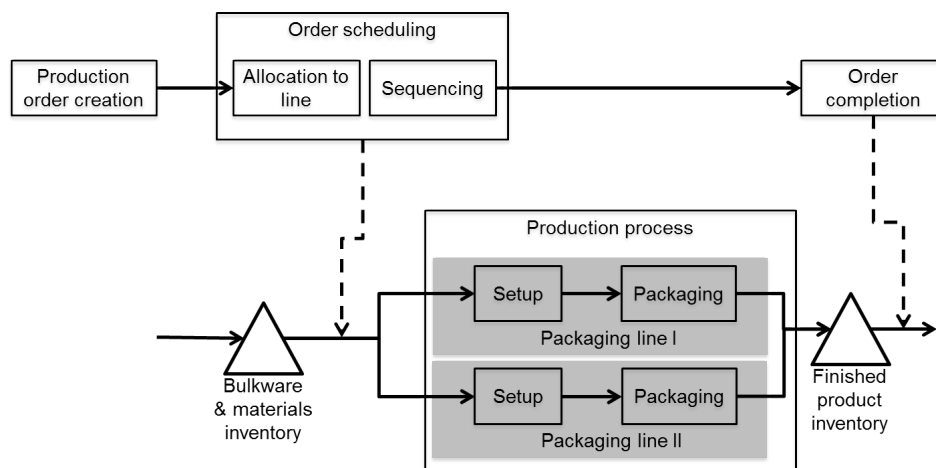 Order scheduling
Production
order creation
Allocation to
line
Sequencing
Order
completion
Production process
Setup
Packaging
Packaging line I
Bulkware
& materials
inventory
Setup
Packaging
Packaging line II
Finished
product
inventory